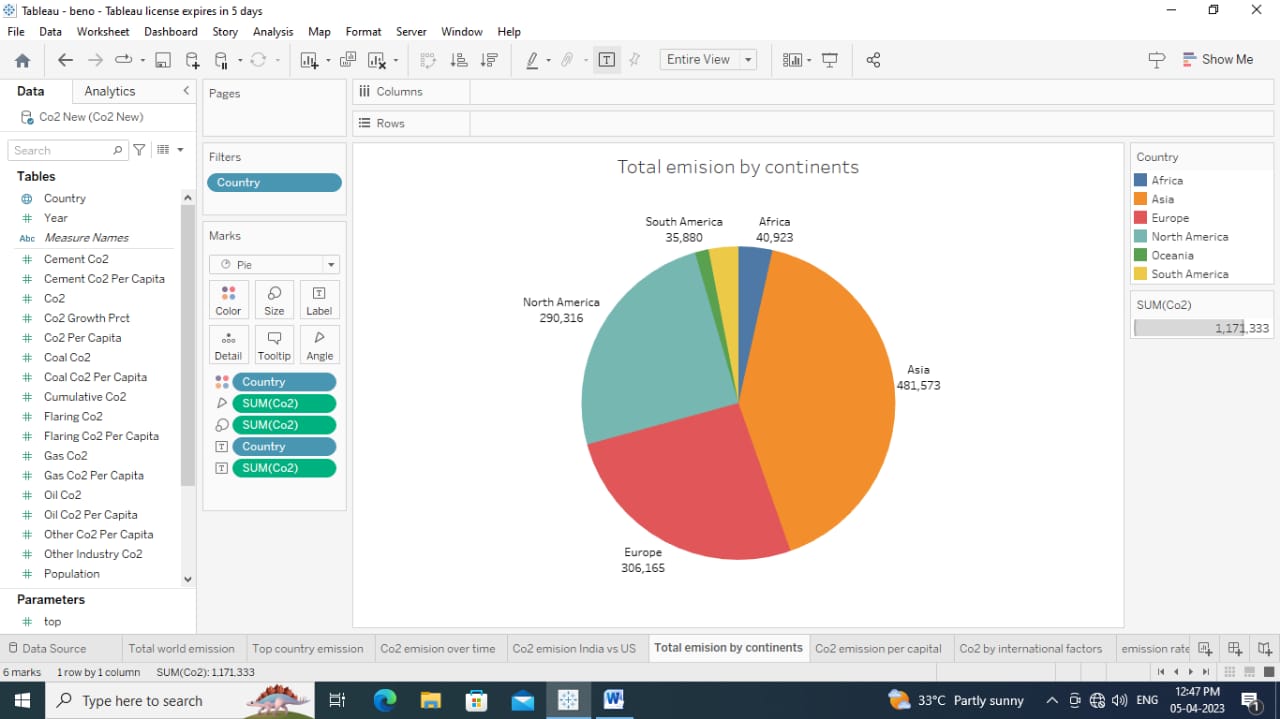 Tableau - beno - Tableau license expires in 5 days
File Data Worksheet Dashboard Story Analysis Map Format Server Window Help
Entire View
Show Me
Data Analytics
Co2 New (Co2 New)
Search
Tables
Country
Year
Abc Measure Names
Cement Co2
Cement Co2 Per Capita
Co2
Co2 Growth Prct
Co2 Per Capita
Coal Co2
Coal Co2 Per Capita
Cumulative Co2
Flaring Co2
Flaring Co2 Per Capita
Gas Co2
Gas Co2 Per Capita
Oil Co2
Oil Co2 Per Capita
Other Co2 Per Capita
Other Industry Co2
Population
Parameters
top
Pages
Filters
Country
Marks
Pie
Color Size Label
Detail Tooltip Angle
Country
SUM(Co2)
SUM(Co2)
Country
SUM(Co2)
Columns
Rows
Total emision by continents
South America
35,880
Africa
40,923
North America
290,316
Asia
481,573
Europe
306,165
Country
Africa
Asia
Europe
North America
Oceania
South America
SUM(Co2)
1,171,333
Data Source Total world emission Top country emission Co2 emision over time Co2 emision India vs US Total emision by continents Co2 emission per capital Co2 by international factors emission rate
6 marks 1 row by 1 column SUM(Co2): 1,171,333
Type here to search
33°C Partly sunny
ENG
12:47 PM
05-04-2023
1